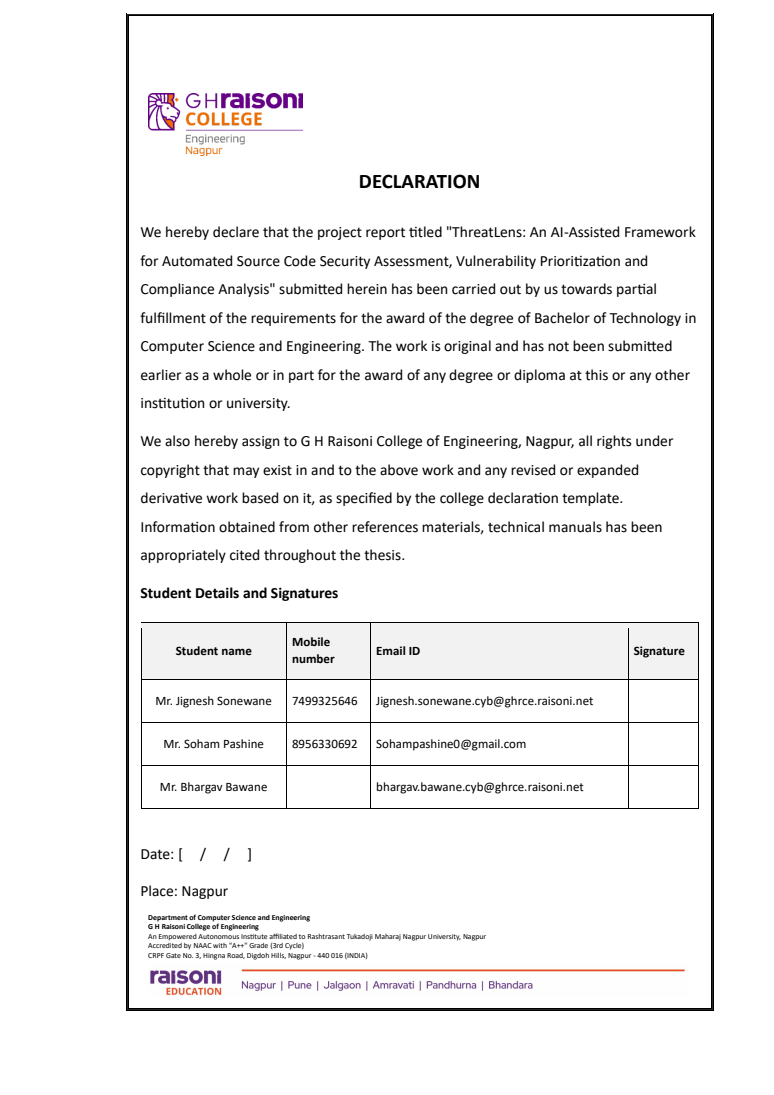 GHraisoni
COLLEGE
Engineering
Nagpur
DECLARATION
We hereby declare that the project report titled "ThreatLens: An AI-Assisted Framework
for Automated Source Code Security Assessment, Vulnerability Prioritization and
Compliance Analysis" submitted herein has been carried out by us towards partial
fulfillment of the requirements for the award of the degree of Bachelor of Technology in
Computer Science and Engineering. The work is original and has not been submitted
earlier as a whole or in part for the award of any degree or diploma at this or any other
institution or university.
We also hereby assign to G H Raisoni College of Engineering, Nagpur, all rights under
copyright that may exist in and to the above work and any revised or expanded
derivative work based on it, as specified by the college declaration template.
Information obtained from other references materials, technical manuals has been
appropriately cited throughout the thesis.
Student Details and Signatures
Student name Mobile number Email ID Signature
Mr. Jignesh Sonewane 7499325646 Jignesh.sonewane.cyb@ghrce.raisoni.net
Mr. Soham Pashine 8956330692 Sohampashine0@gmail.com
Mr. Bhargav Bawane bhargav.bawane.cyb@ghrce.raisoni.net
Date: [ / / ]
Place: Nagpur
Department of Computer Science and Engineering
G H Raisoni College of Engineering
An Empowered Autonomous Institute affiliated to Rashtrasant Tukadoji Maharaj Nagpur University, Nagpur
Accredited by NAAC with "A++" Grade (3rd Cycle)
CRPF Gate No. 3, Hingna Road, Digdoh Hills, Nagpur - 440 016 (INDIA)
raisoni
EDUCATION
Nagpur | Pune | Jalgaon | Amravati | Pandhurna | Bhandara